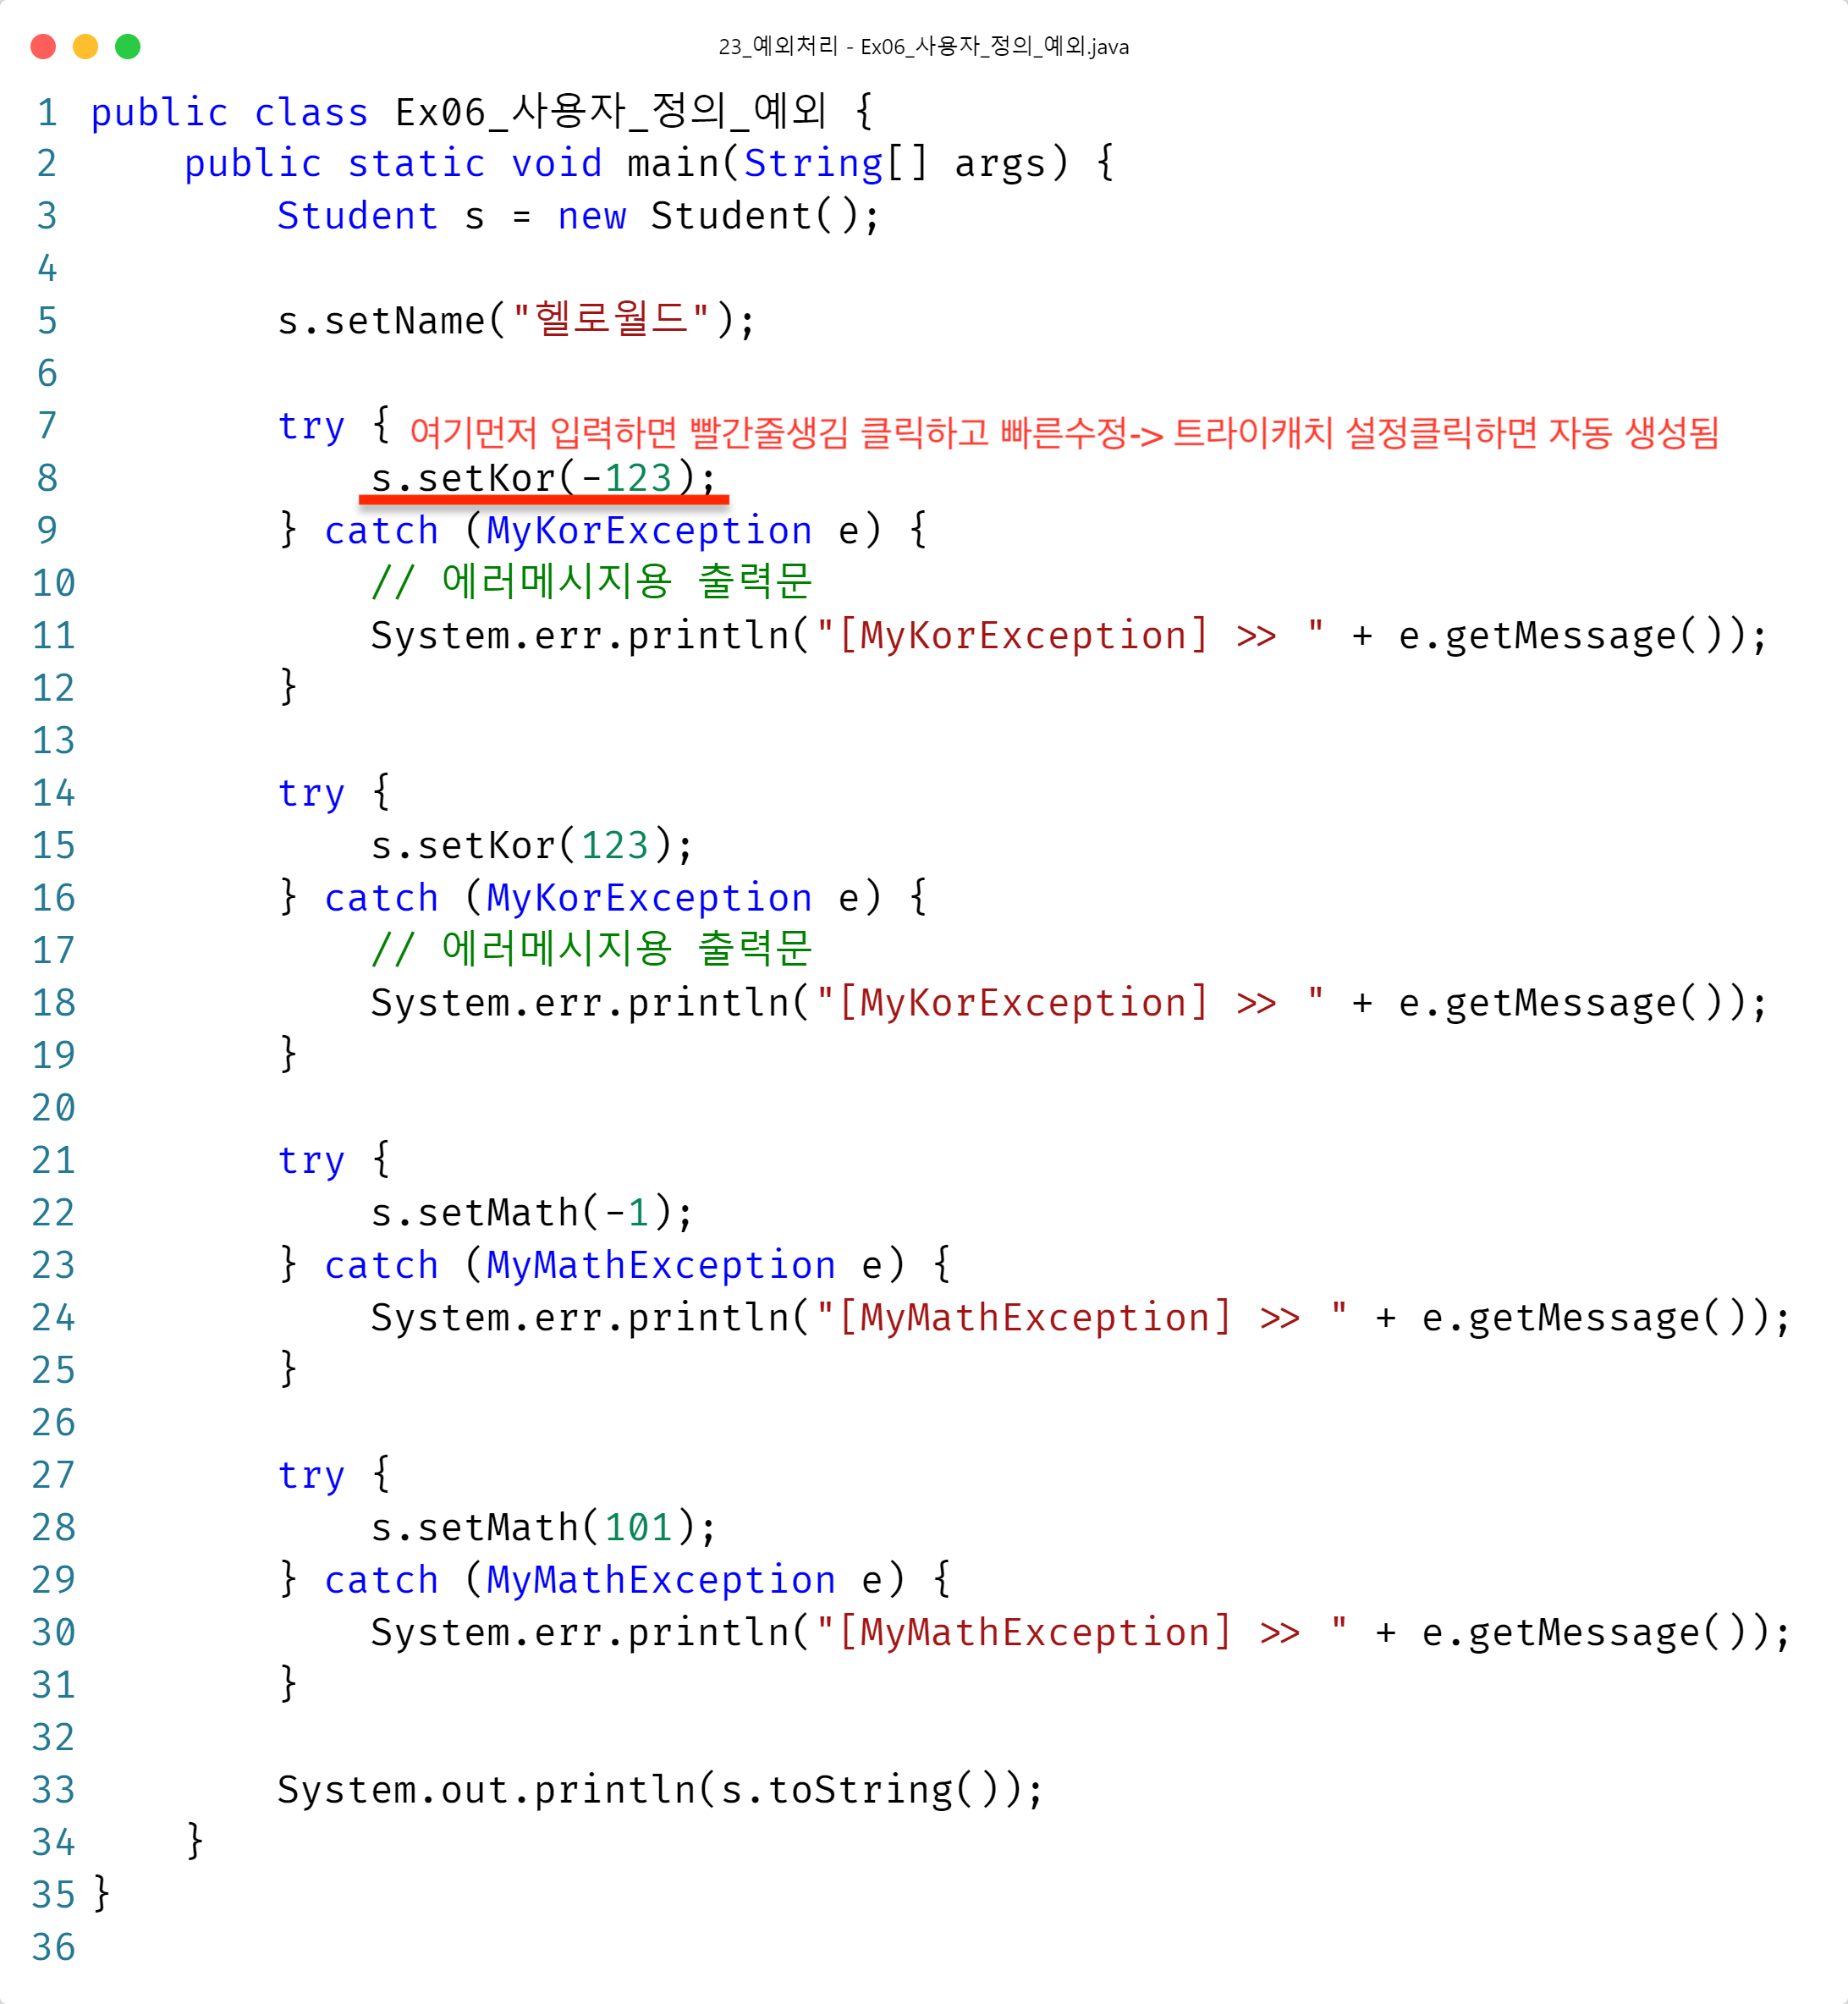 23_예외처리 - Ex06_사용자_정의_예외.java
1 public class Ex06_사용자_정의_예외 {
2     public static void main(String[] args) {
3         Student s = new Student();
4
5         s.setName("헬로월드");
6
7         try { 여기먼저 입력하면 빨간줄생김 클릭하고 빠른수정-> 트라이캐치 설정클릭하면 자동 생성됨
8             s.setKor(-123);
9         } catch (MyKorException e) {
10             // 에러메시지용 출력문
11             System.err.println("[MyKorException] >> " + e.getMessage());
12         }
13
14         try {
15             s.setKor(123);
16         } catch (MyKorException e) {
17             // 에러메시지용 출력문
18             System.err.println("[MyKorException] >> " + e.getMessage());
19         }
20
21         try {
22             s.setMath(-1);
23         } catch (MyMathException e) {
24             System.err.println("[MyMathException] >> " + e.getMessage());
25         }
26
27         try {
28             s.setMath(101);
29         } catch (MyMathException e) {
30             System.err.println("[MyMathException] >> " + e.getMessage());
31         }
32
33         System.out.println(s.toString());
34     }
35 }
36